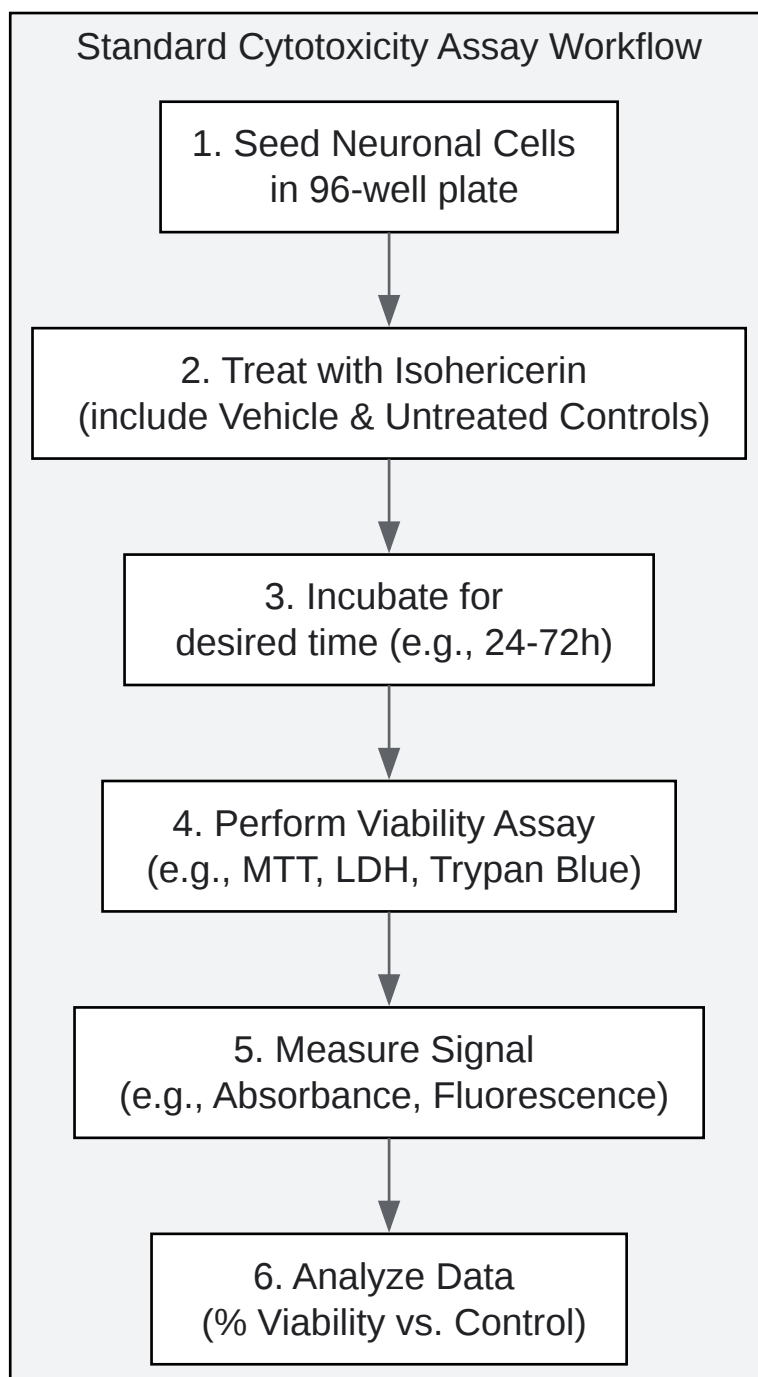 Standard Cytotoxicity Assay Workflow
1. Seed Neuronal Cells
in 96-well plate
2. Treat with Isohericerin
(include Vehicle & Untreated Controls)
3. Incubate for
desired time (e.g., 24-72h)
4. Perform Viability Assay
(e.g., MTT, LDH, Trypan Blue)
5. Measure Signal
(e.g., Absorbance, Fluorescence)
6. Analyze Data
(% Viability vs. Control)